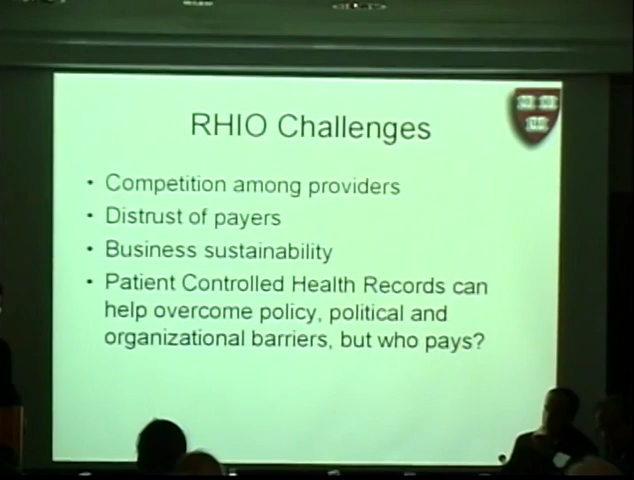 RHIO Challenges
• Competition among providers
• Distrust of payers
• Business sustainability
• Patient Controlled Health Records can
help overcome policy, political and
organizational barriers, but who pays?